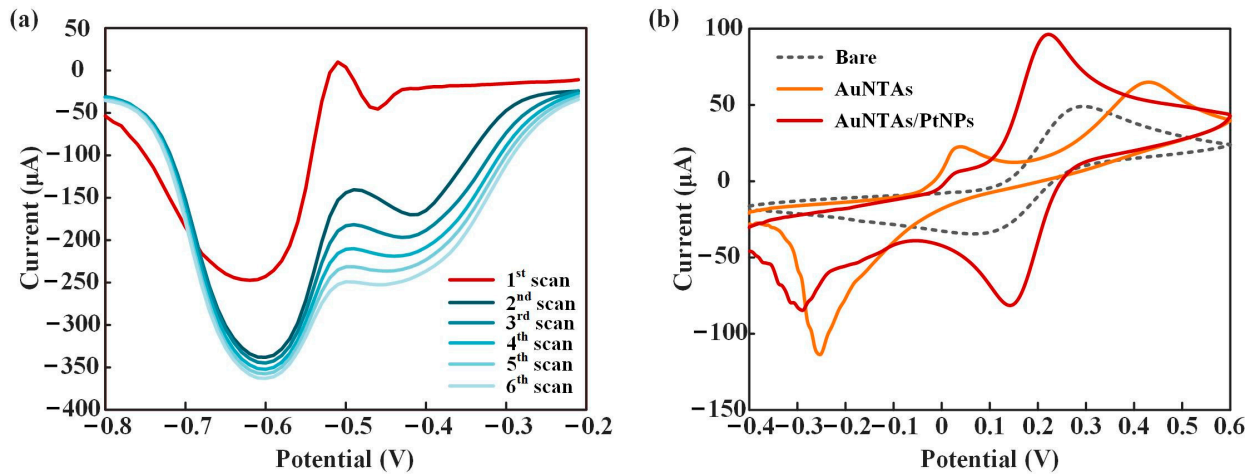 (a)
50
0
−50
−100
−150
−200
−250
−300
−350
−400
Current (µA)
−0.8 −0.7 −0.6 −0.5 −0.4 −0.3 −0.2
Potential (V)
1st scan
2nd scan
3rd scan
4th scan
5th scan
6th scan
(b)
100
50
0
−50
−100
−150
Current (µA)
−0.4 −0.3 −0.2 −0.1 0 0.1 0.2 0.3 0.4 0.5 0.6
Potential (V)
Bare
AuNTAs
AuNTAs/PtNPs